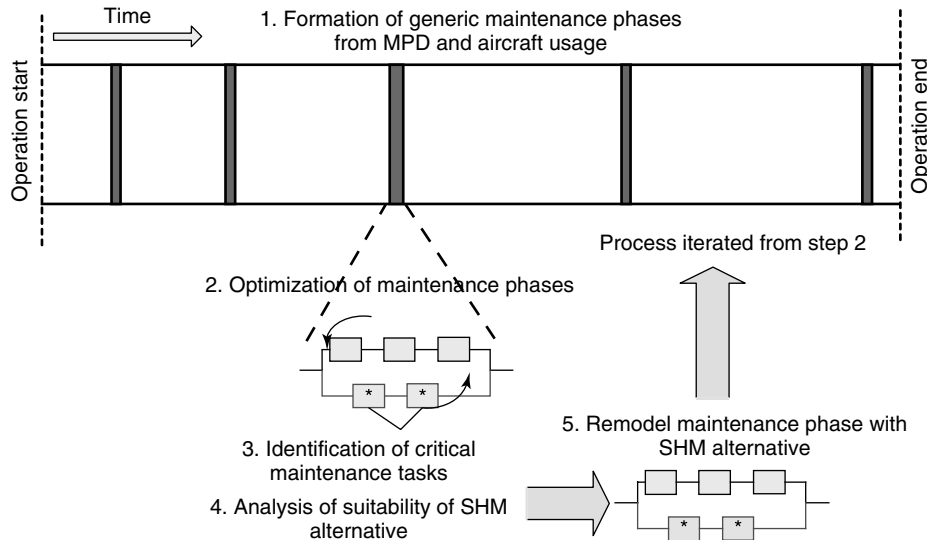 Time
1. Formation of generic maintenance phases
from MPD and aircraft usage
Operation start
Operation end
Process iterated from step 2
2. Optimization of maintenance phases
*
*
3. Identification of critical
maintenance tasks
4. Analysis of suitability of SHM
alternative
5. Remodel maintenance phase with
SHM alternative
*
*